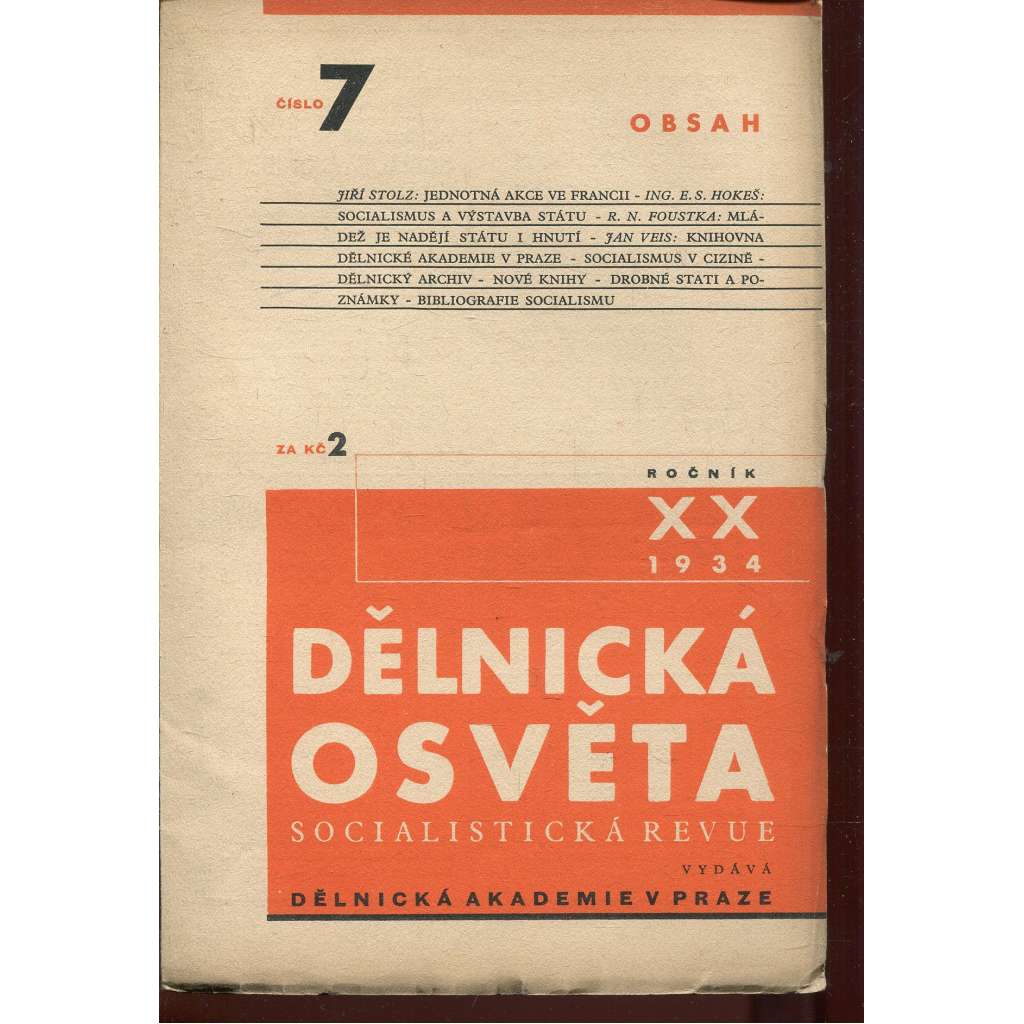 ČÍSLO 7
OBSAH
JIŘÍ STOLZ: JEDNOTNÁ AKCE VE FRANCII - ING. E. S. HOKEŠ:
SOCIALISMUS A VÝSTAVBA STÁTU - R. N. FOUSTKA: MLÁ-
DEŽ JE NADĚJÍ STÁTU I HNUTÍ - JAN VEIS: KNIHOVNA
DĚLNICKÉ AKADEMIE V PRAZE - SOCIALISMUS V CIZINĚ -
DĚLNICKÝ ARCHIV - NOVÉ KNIHY - DROBNÉ STATI A PO-
ZNÁMKY - BIBLIOGRAFIE SOCIALISMU
ZA KČ 2
ROČNÍK
XX
1934
DĚLNICKÁ
OSVĚTA
SOCIALISTICKÁ REVUE
VYDÁVÁ
DĚLNICKÁ AKADEMIE V PRAZE